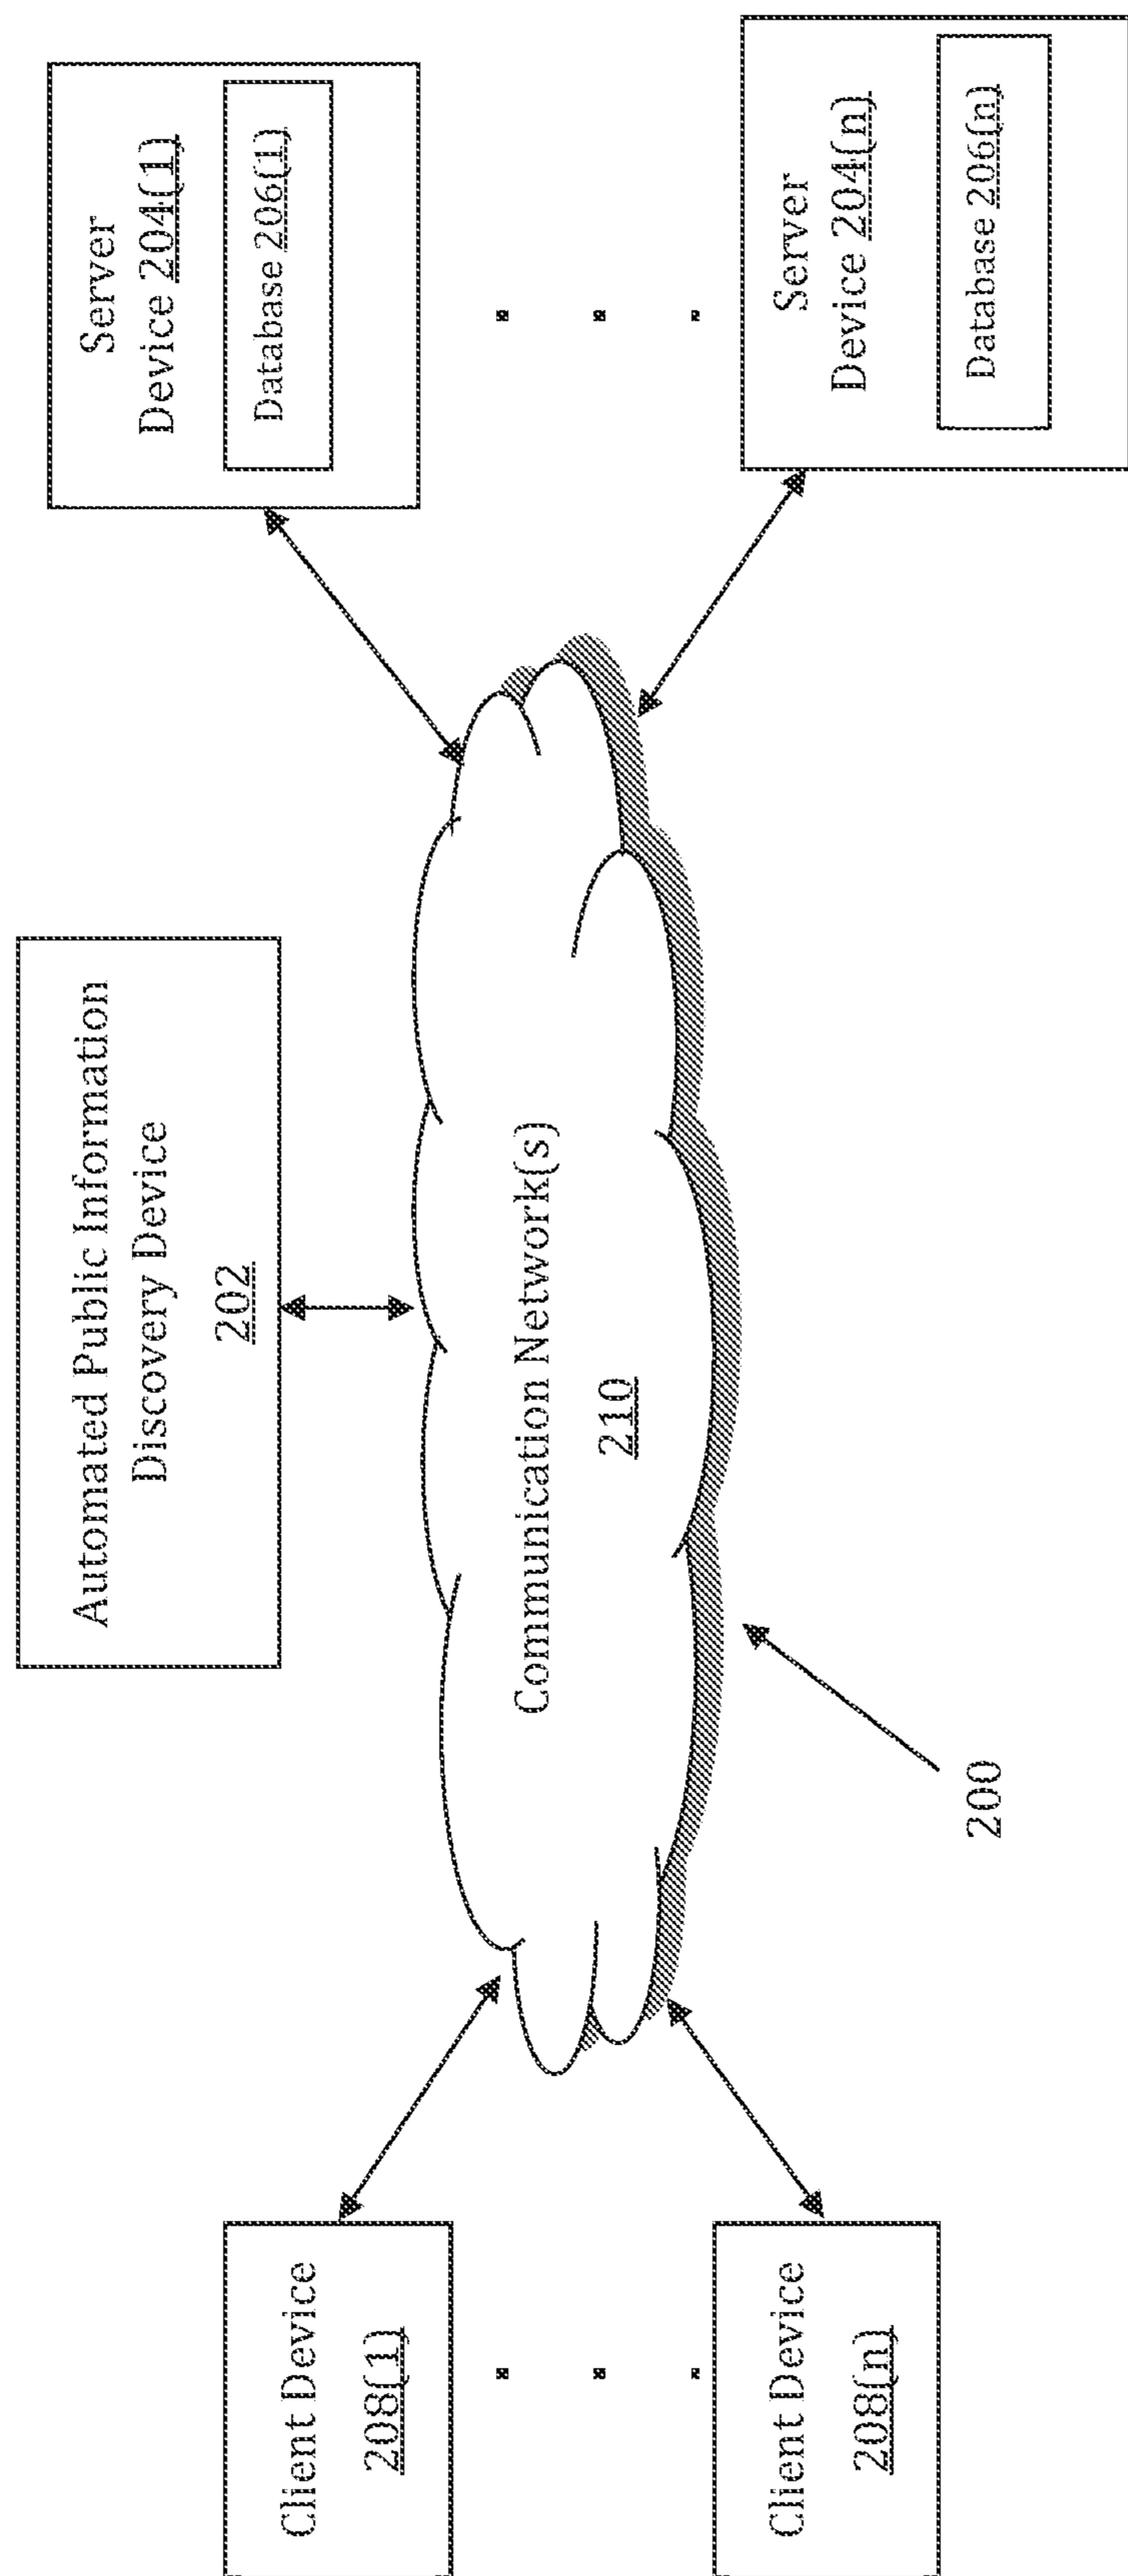 Automated Public Information
Discovery Device
202
Client Device
208(1)
Client Device
208(n)
Communication Network(s)
210
200
Server
Device 204(1)
Database 206(1)
Server
Device 204(n)
Database 206(n)